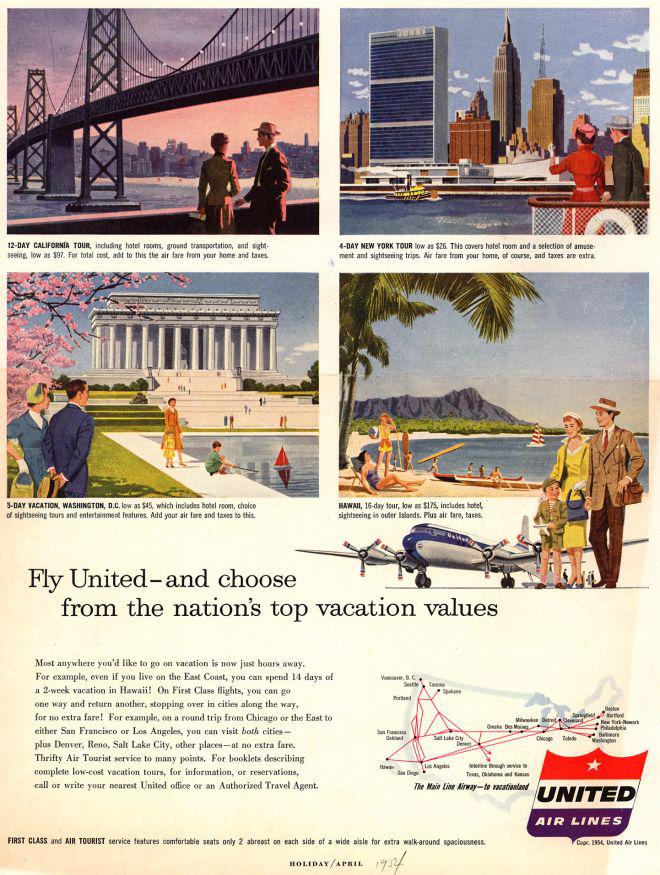 12-DAY CALIFORNIA TOUR, including hotel rooms, ground transportation, and sight-
seeing, low as $97. For total cost, add to this the air fare from your home and taxes.
4-DAY NEW YORK TOUR low as $26. This covers hotel room and a selection of amuse-
ment and sightseeing trips. Air fare from your home, of course, and taxes are extra.
5-DAY VACATION, WASHINGTON, D.C. low as $45, which includes hotel room, choice
of sightseeing tours and entertainment features. Add your air fare and taxes to this.
HAWAII, 16-day tour, low as $175, includes hotel,
sightseeing in outer Islands. Plus air fare, taxes.
United
Fly United–and choose
from the nation's top vacation values
Most anywhere you'd like to go on vacation is now just hours away.
For example, even if you live on the East Coast, you can spend 14 days of
a 2-week vacation in Hawaii! On First Class flights, you can go
one way and return another, stopping over in cities along the way,
for no extra fare! For example, on a round trip from Chicago or the East to
either San Francisco or Los Angeles, you can visit both cities—
plus Denver, Reno, Salt Lake City, other places—at no extra fare.
Thrifty Air Tourist service to many points. For booklets describing
complete low-cost vacation tours, for information, or reservations,
call or write your nearest United office or an Authorized Travel Agent.
Vancouver, B. C.
Seattle
Tacoma
Spokane
Portland
San Francisco
Oakland
Salt Lake City
Denver
Omaha
Des Moines
Milwaukee
Chicago
Detroit
Toledo
Cleveland
Springfield
Boston
Hartford
New York-Newark
Philadelphia
Baltimore
Washington
Hawaii
Los Angeles
San Diego
Interline through service to
Texas, Oklahoma and Kansas
The Main Line Airway—to vacationland
UNITED
AIR LINES
Copr. 1954, United Air Lines
FIRST CLASS and AIR TOURIST service features comfortable seats only 2 abreast on each side of a wide aisle for extra walk-around spaciousness.
HOLIDAY/APRIL 1954